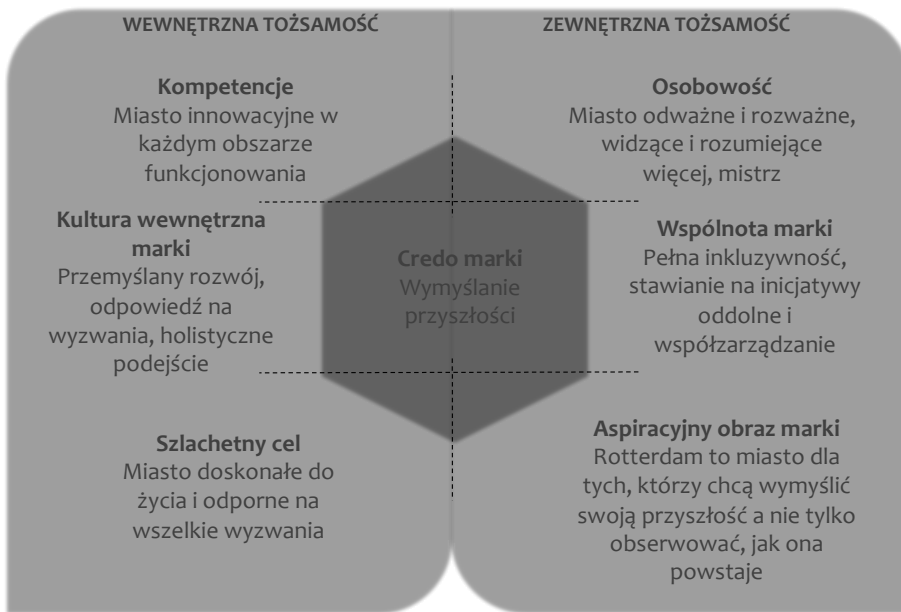 WEWNĘTRZNA TOŻSAMOŚĆ
ZEWNĘTRZNA TOŻSAMOŚĆ
Kompetencje
Miasto innowacyjne w
każdym obszarze
funkcjonowania
Osobowość
Miasto odważne i rozważne,
widzące i rozumiejące
więcej, mistrz
Kultura wewnętrzna
marki
Przemyślany rozwój,
odpowiedź na
wyzwania, holistyczne
podejście
Credo marki
Wymyślanie
przyszłości
Wspólnota marki
Pełna inkluzywność,
stawianie na inicjatywy
oddolne i
współzarządzanie
Szlachetny cel
Miasto doskonałe do
życia i odporne na
wszelkie wyzwania
Aspiracyjny obraz marki
Rotterdam to miasto dla
tych, którzy chcą wymyślić
swoją przyszłość a nie tylko
obserwować, jak ona
powstaje